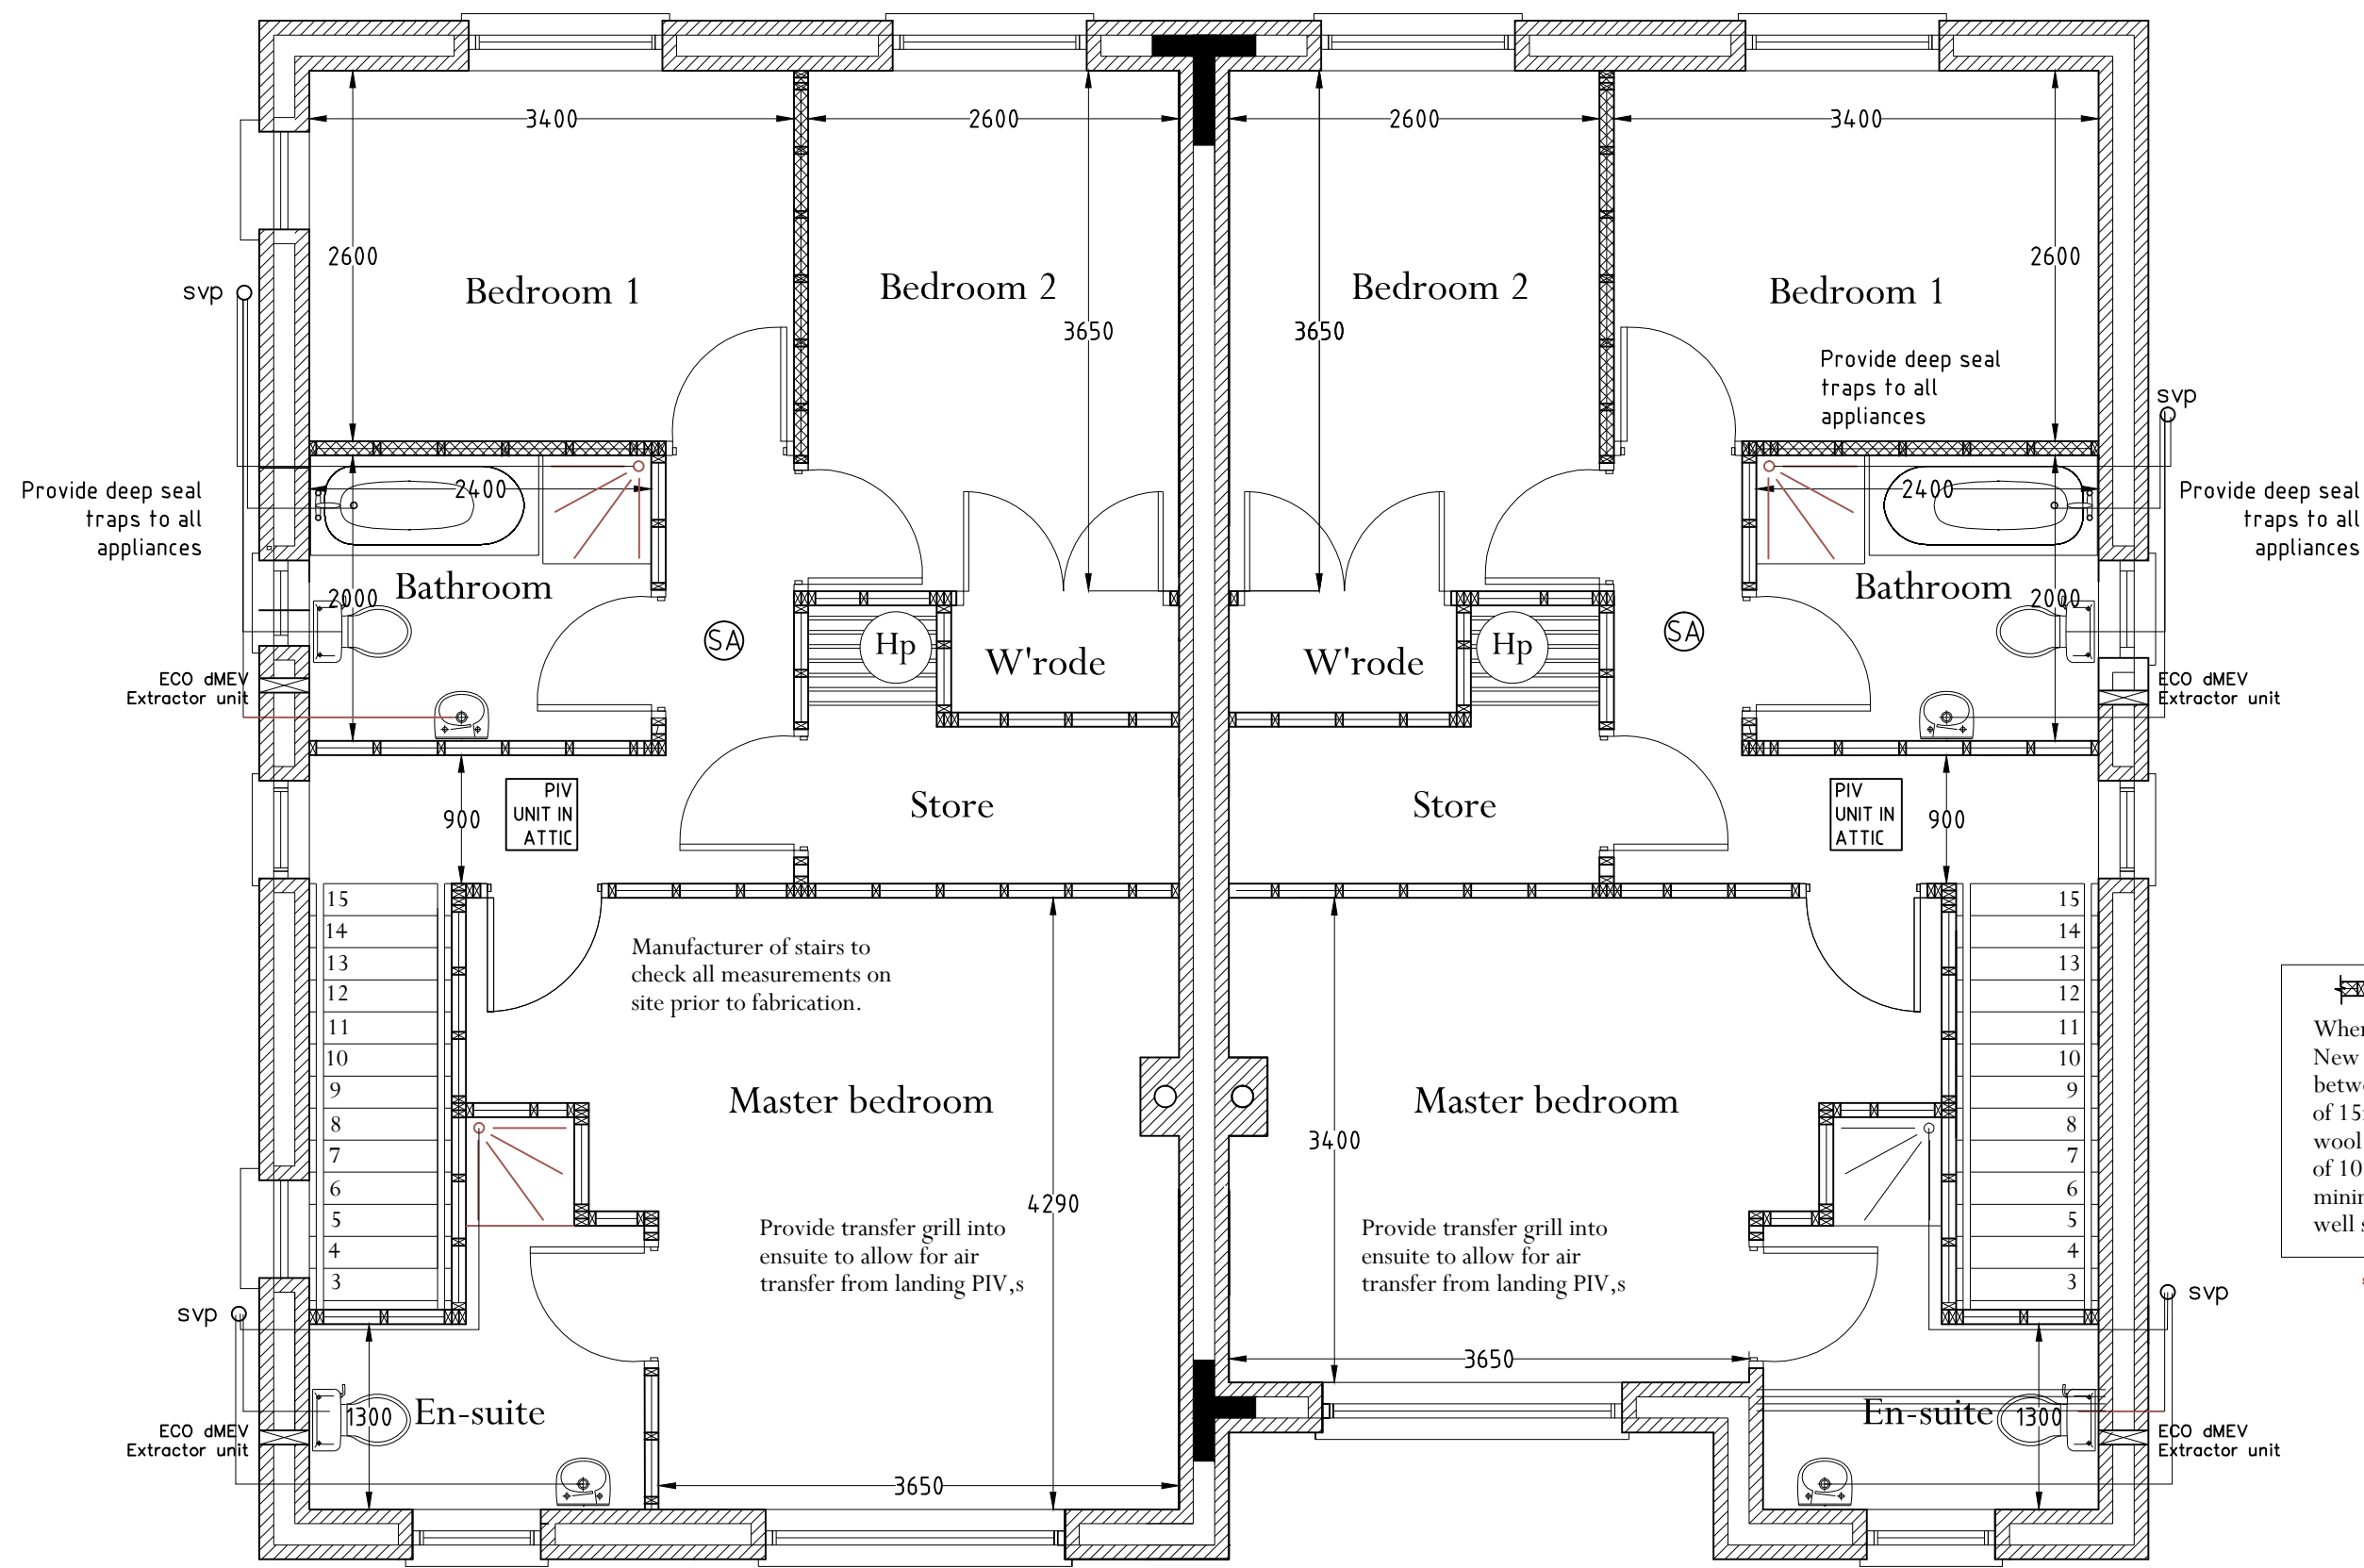 3400
2600
2600
3400
2600
2600
Bedroom 1
Bedroom 2
Bedroom 2
Bedroom 1
svp
3650
3650
Provide deep seal
traps to all
appliances
svp
Provide deep seal
traps to all
appliances
2400
2400
Provide deep seal
traps to all
appliances
Bathroom
2000
Bathroom
2000
SA
Hp
W'rode
W'rode
Hp
SA
ECO dMEV
Extractor unit
ECO dMEV
Extractor unit
PIV
UNIT IN
ATTIC
900
Store
Store
PIV
UNIT IN
ATTIC
900
15
14
13
12
11
10
9
8
7
6
5
4
3
Manufacturer of stairs to
check all measurements on
site prior to fabrication.
15
14
13
12
11
10
9
8
7
6
5
4
3
New
of 15
wool
of 10
well
Master bedroom
Master bedroom
3400
4290
Provide transfer grill into
ensuite to allow for air
transfer from landing PIV,s
Provide transfer grill into
ensuite to allow for air
transfer from landing PIV,s
svp
svp
3650
1300
En-suite
En-suite
1300
ECO dMEV
Extractor unit
ECO dMEV
Extractor unit
3650